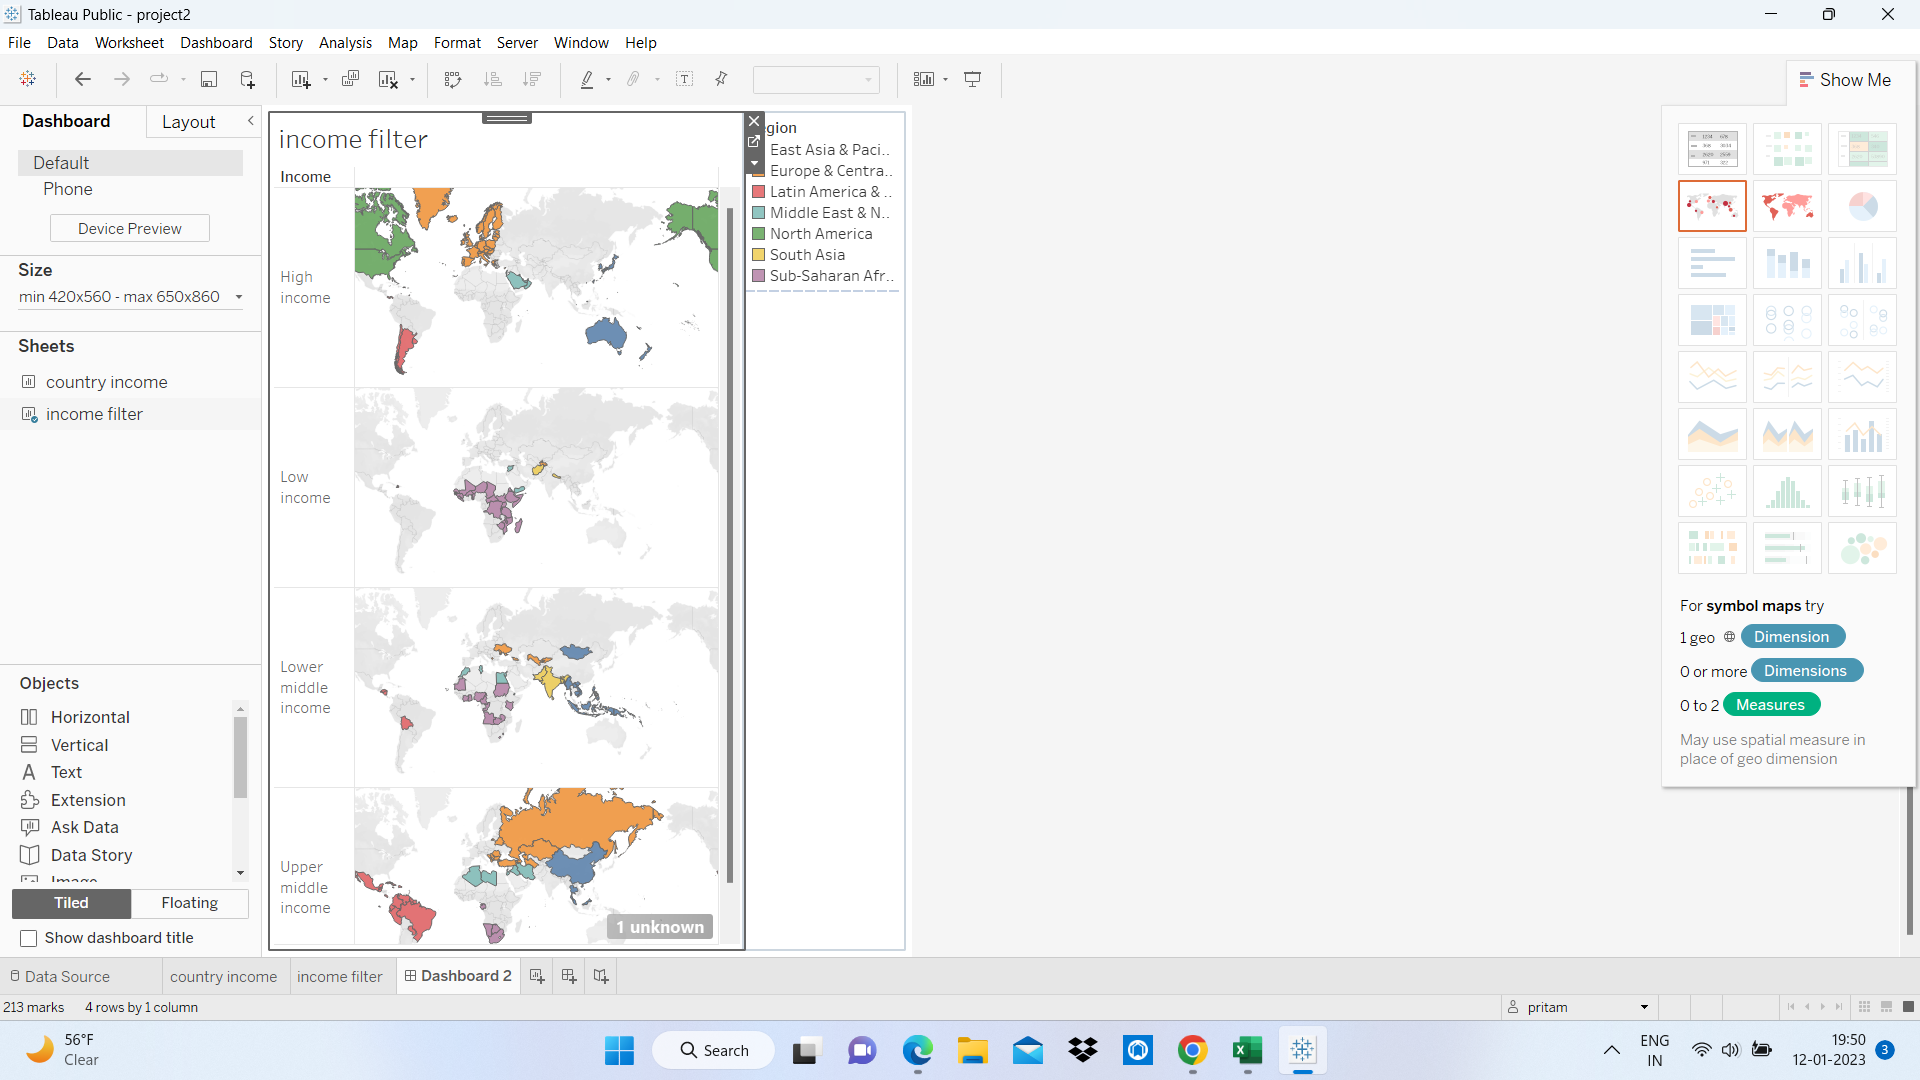 Tableau Public - project2
File Data Worksheet Dashboard Story Analysis Map Format Server Window Help
Show Me
Dashboard Layout
Default
Phone
Device Preview
Size
min 420x560 - max 650x860
Sheets
country income
income filter
Objects
Horizontal
Vertical
Text
Extension
Ask Data
Data Story
Image
Tiled Floating
Show dashboard title
income filter
Income
High
income
Low
income
Lower
middle
income
Upper
middle
income
1 unknown
egion
East Asia & Paci..
Europe & Centra..
Latin America & ..
Middle East & N..
North America
South Asia
Sub-Saharan Afr..
For symbol maps try
1 geo Dimension
0 or more Dimensions
0 to 2 Measures
May use spatial measure in
place of geo dimension
Data Source country income income filter Dashboard 2
213 marks 4 rows by 1 column
pritam
56°F
Clear
Search
ENG
IN
19:50
12-01-2023
3